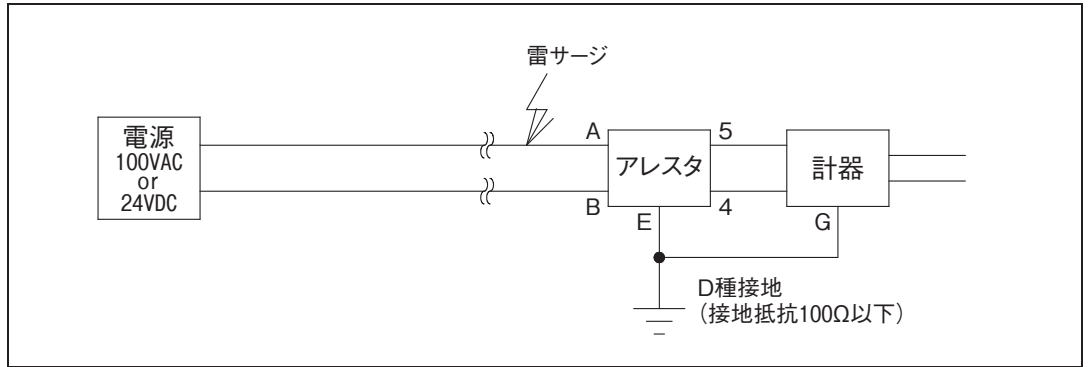 雷サージ
電源
100VAC
or
24VDC
A
B
アレスタ
E
5
4
計器
G
D種接地
（接地抵抗100Ω以下）